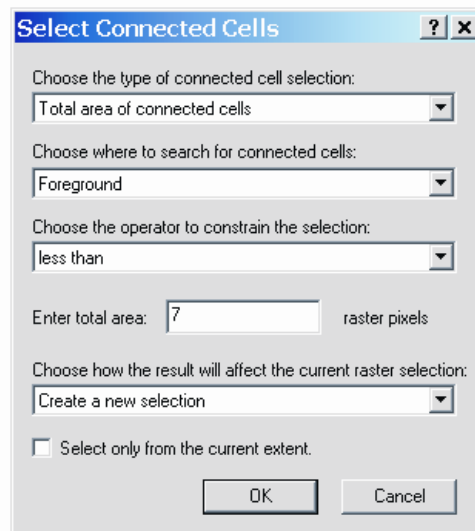 Select Connected Cells ? x
Choose the type of connected cell selection:
Total area of connected cells
Choose where to search for connected cells:
Foreground
Choose the operator to constrain the selection:
less than
Enter total area: 7 raster pixels
Choose how the result will affect the current raster selection:
Create a new selection
Select only from the current extent.
OK Cancel